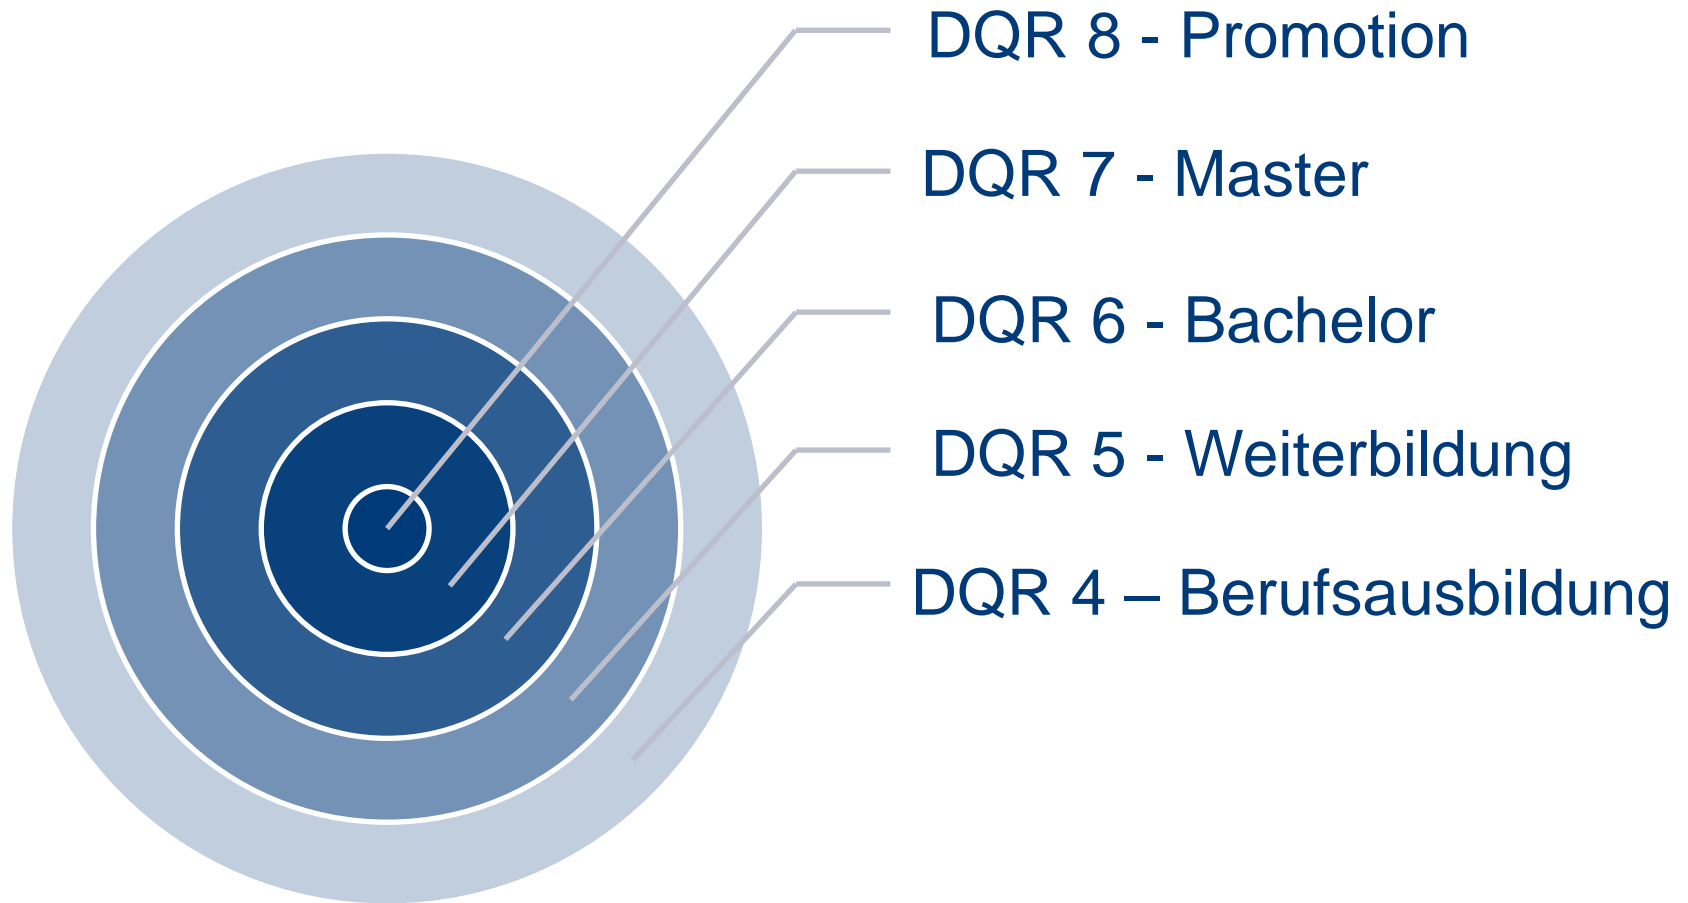 DQR 8 - Promotion
DQR 7 - Master
DQR 6 - Bachelor
DQR 5 - Weiterbildung
DQR 4 – Berufsausbildung